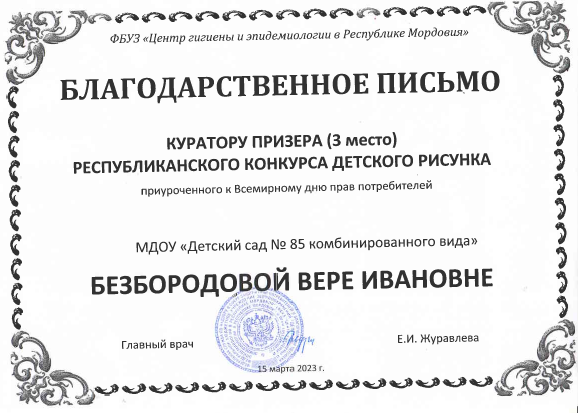 ФБУЗ «Центр гигиены и эпидемиологии в Республике Мордовия»
БЛАГОДАРСТВЕННОЕ ПИСЬМО
КУРАТОРУ ПРИЗЕРА (3 место)
РЕСПУБЛИКАНСКОГО КОНКУРСА ДЕТСКОГО РИСУНКА
приуроченного к Всемирному дню прав потребителей
МДОУ «Детский сад № 85 комбинированного вида»
БЕЗБОРОДОВОЙ ВЕРЕ ИВАНОВНЕ
Главный врач
Е.И. Журавлева
15 марта 2023 г.